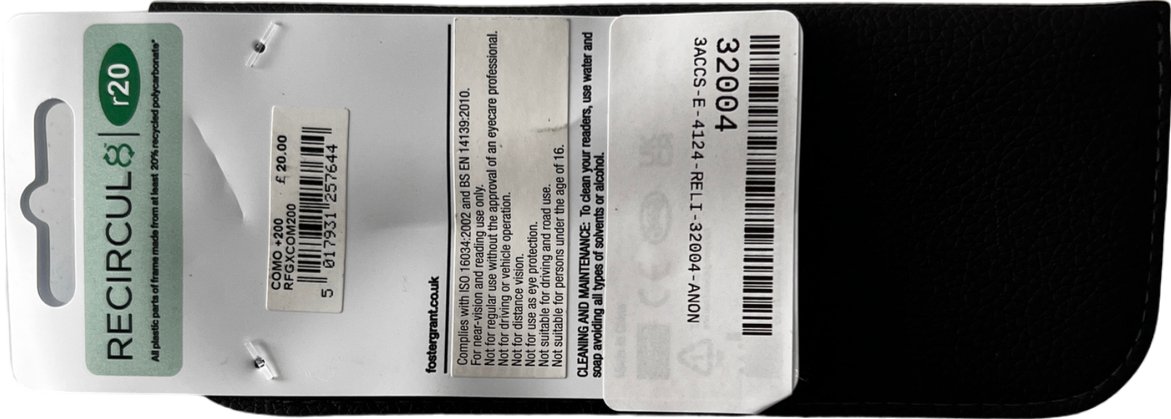 RECIRCUL8 | r20
All plastic parts of frame made from at least 20% recycled polycarbonate*
COMO +200 £ 20.00
RFGXCOM200
5 017931 257644
fostergrant.co.uk
Complies with ISO 16034:2002 and BS EN 14139:2010.
For near-vision and reading use only.
Not for regular use without the approval of an eyecare professional.
Not for driving or vehicle operation.
Not for distance vision.
Not for use as eye protection.
Not suitable for driving and road use.
Not suitable for persons under the age of 16.
CLEANING AND MAINTENANCE: To clean your readers, use water and
soap avoiding all types of solvents or alcohol.
32004
3ACCS-E-4124-RELI-32004-ANDN